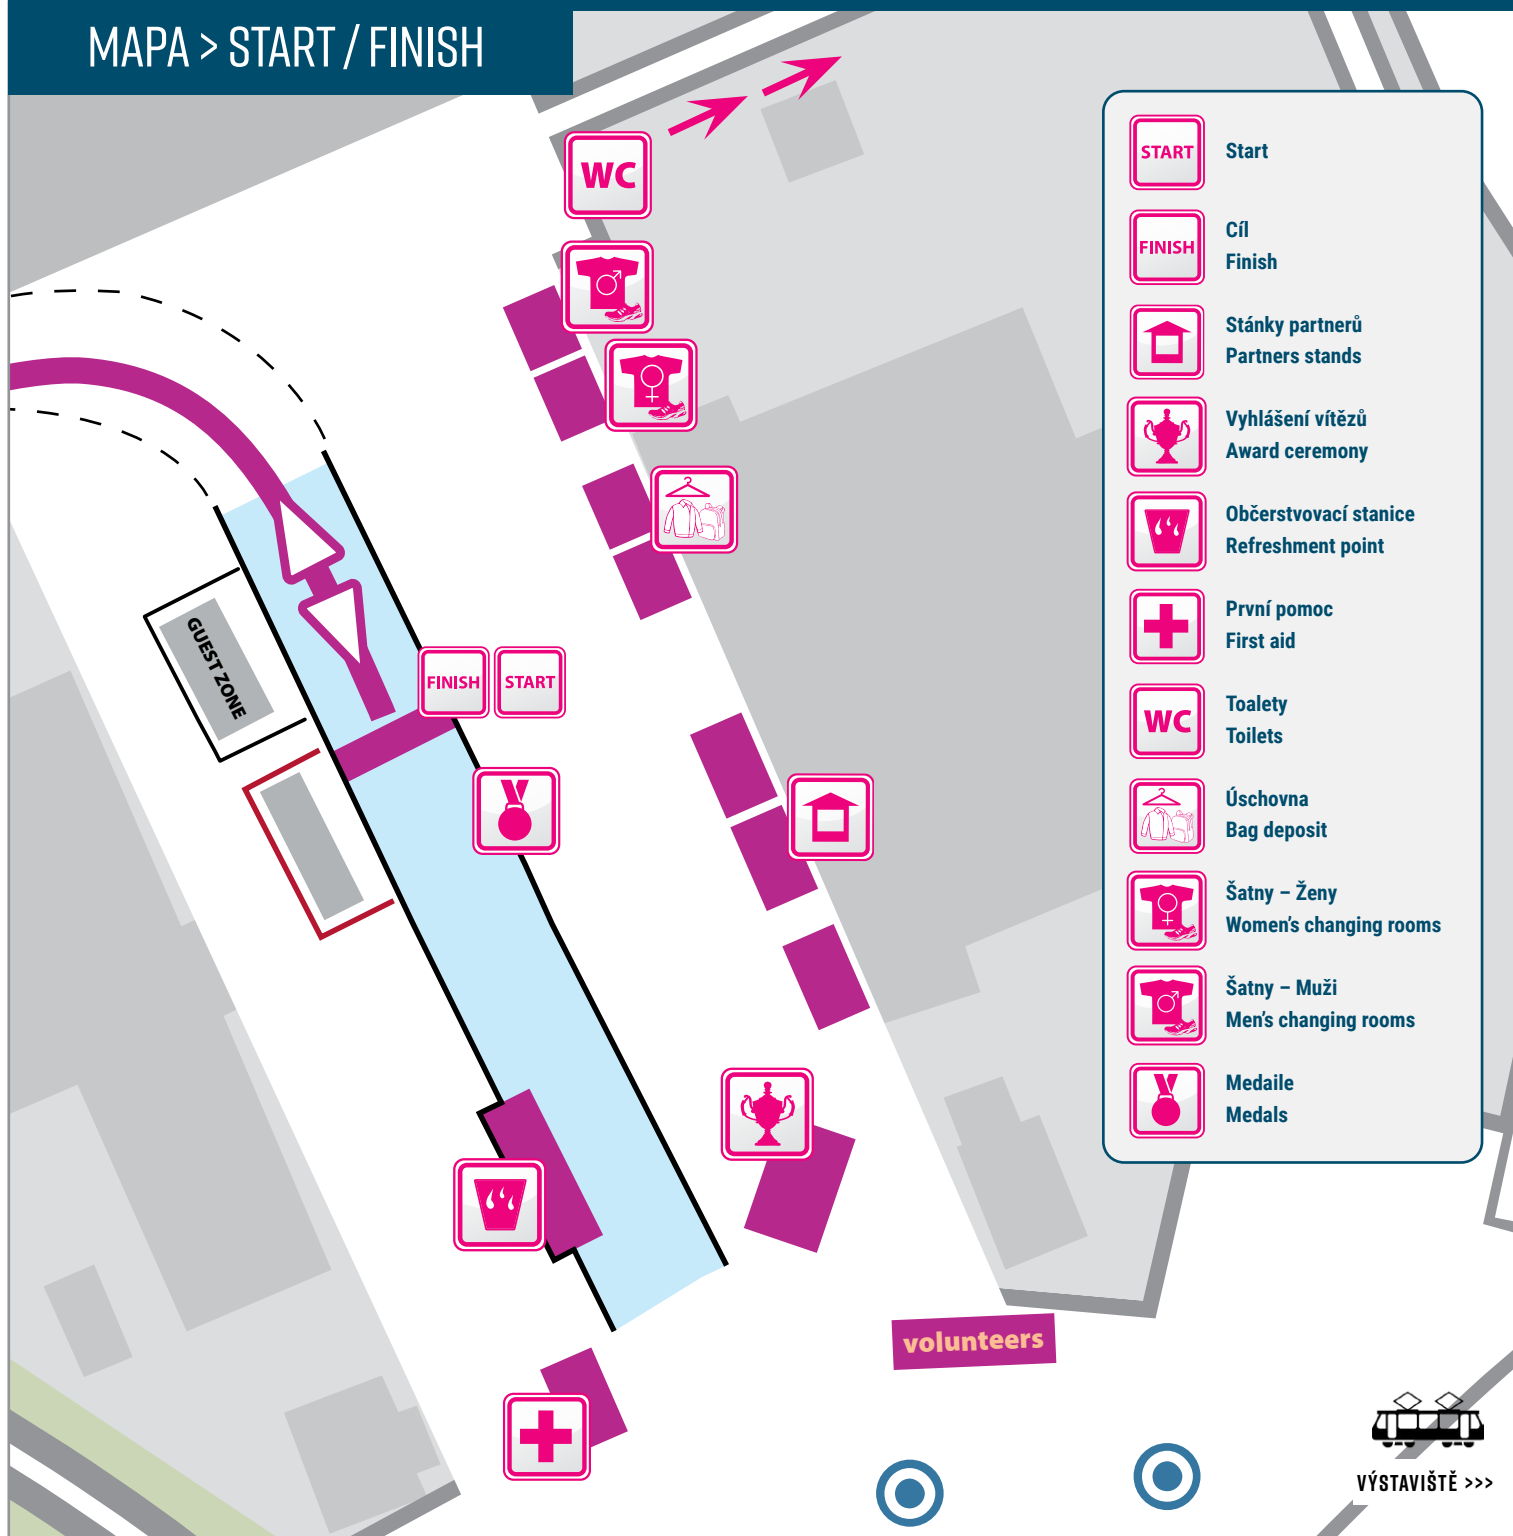 MAPA > START / FINISH
WC
FINISH
START
GUEST ZONE
volunteers
VÝSTAVIŠTĚ >>>
START
Start
FINISH
Cíl
Finish
Stánky partnerů
Partners stands
Vyhlášení vítězů
Award ceremony
Občerstvovací stanice
Refreshment point
První pomoc
First aid
WC
Toalety
Toilets
Úschovna
Bag deposit
Šatny – Ženy
Women's changing rooms
Šatny – Muži
Men's changing rooms
Medaile
Medals